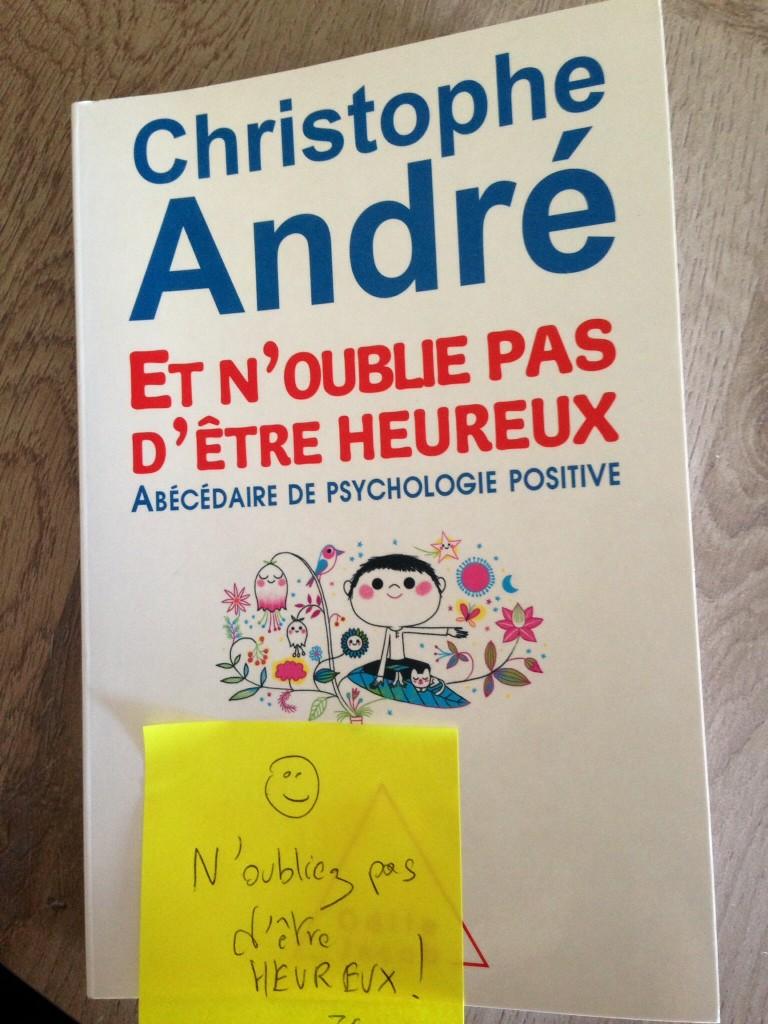 Christophe
André
ET N'OUBLIE PAS
D'ÊTRE HEUREUX
ABÉCÉDAIRE DE PSYCHOLOGIE POSITIVE
N'oubliez pas
d'être
HEUREUX !